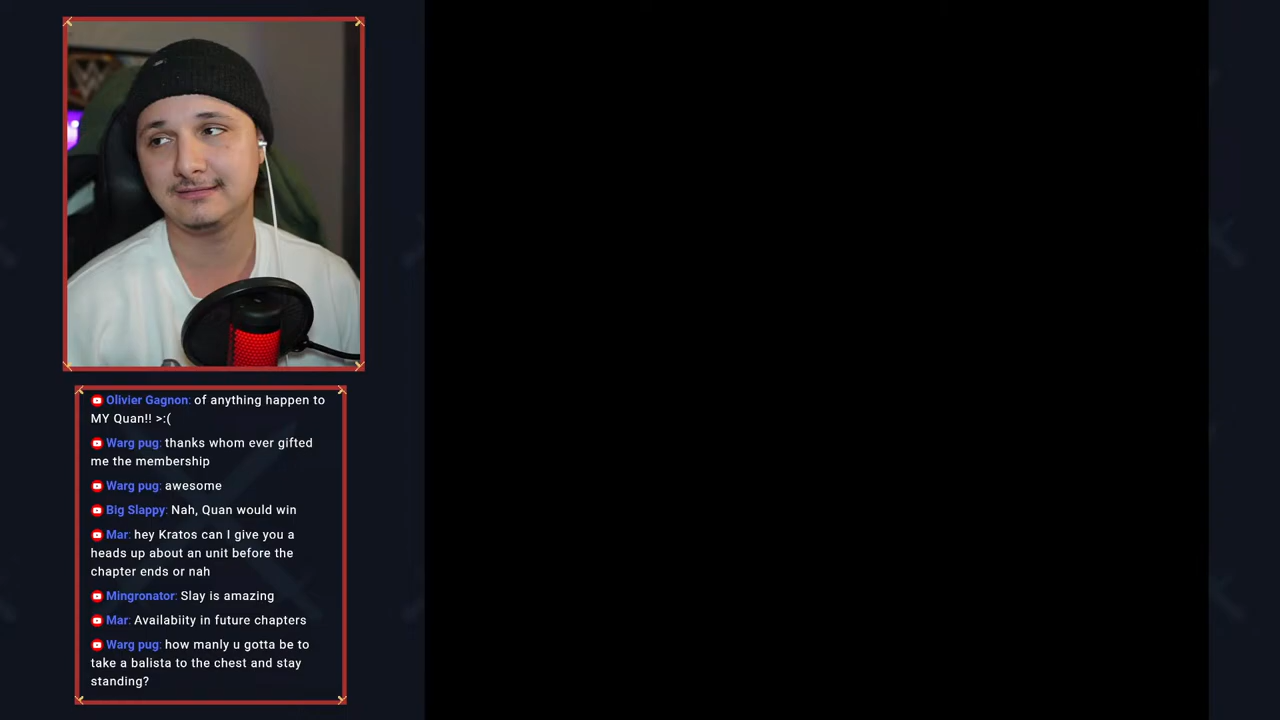 Olivier Gagnon: of anything happen to
MY Quan!! >:(
Warg pug: thanks whom ever gifted
me the membership
Warg pug: awesome
Big Slappy: Nah, Quan would win
Mar: hey Kratos can I give you a
heads up about an unit before the
chapter ends or nah
Mingronator: Slay is amazing
Mar: Availabiity in future chapters
Warg pug: how manly u gotta be to
take a balista to the chest and stay
standing?